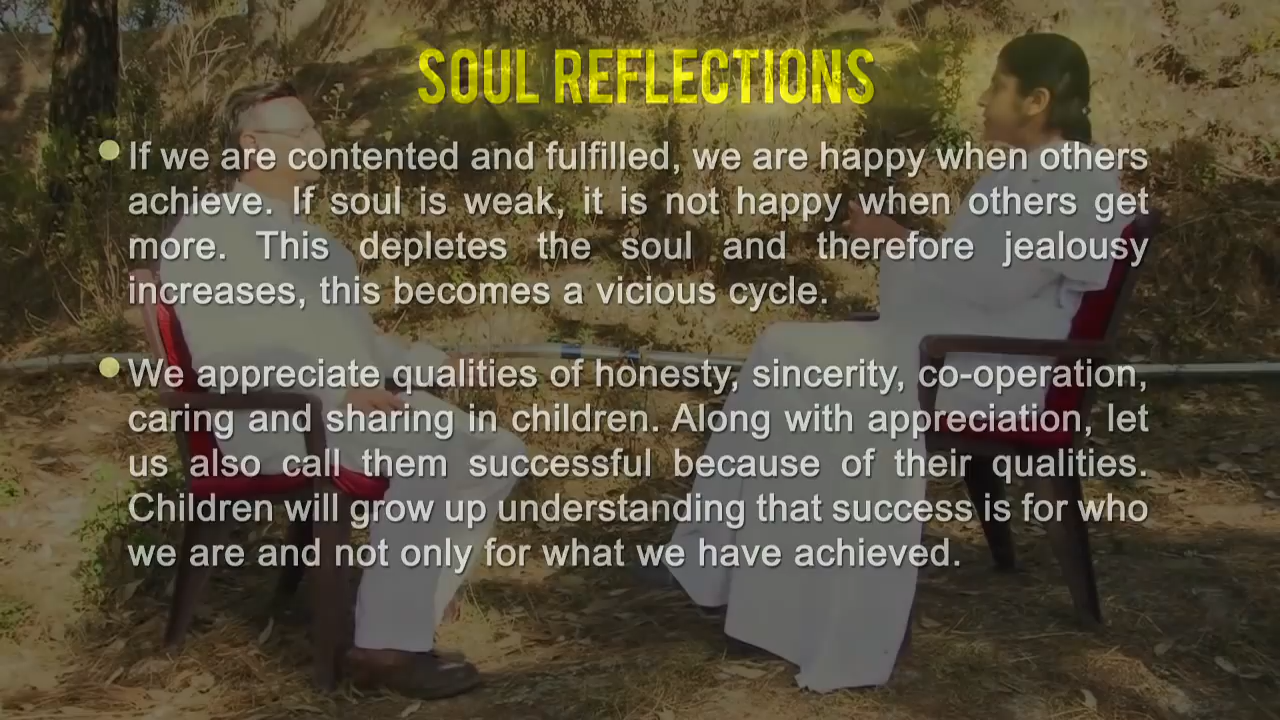 SOUL REFLECTIONS
If we are contented and fulfilled, we are happy when others
achieve. If soul is weak, it is not happy when others get
more. This depletes the soul and therefore jealousy
increases, this becomes a vicious cycle.
We appreciate qualities of honesty, sincerity, co-operation,
caring and sharing in children. Along with appreciation, let
us also call them successful because of their qualities.
Children will grow up understanding that success is for who
we are and not only for what we have achieved.